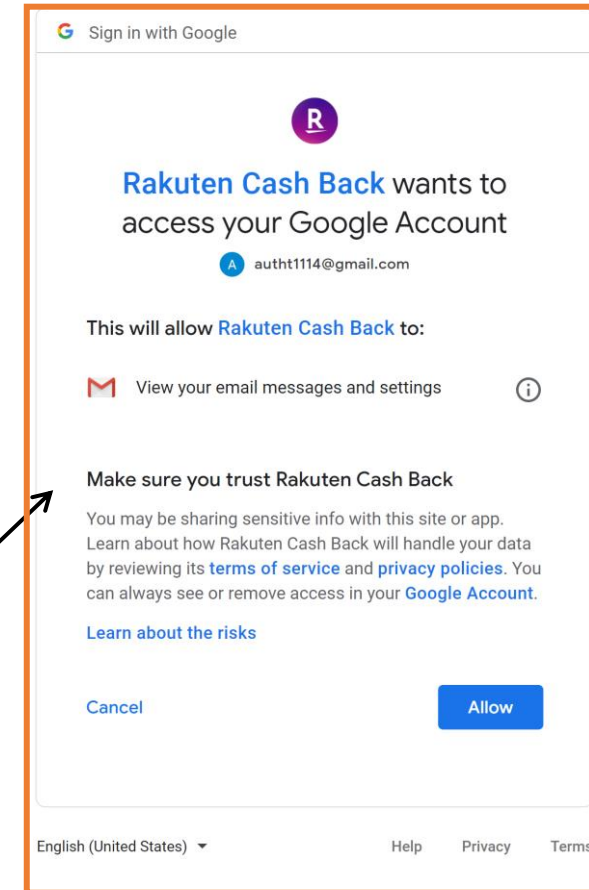 Sign in with Google
R
Rakuten Cash Back wants to
access your Google Account
A autht1114@gmail.com
This will allow Rakuten Cash Back to:
View your email messages and settings
Make sure you trust Rakuten Cash Back
You may be sharing sensitive info with this site or app.
Learn about how Rakuten Cash Back will handle your data
by reviewing its terms of service and privacy policies. You
can always see or remove access in your Google Account.
Learn about the risks
Cancel Allow
English (United States) Help Privacy Terms